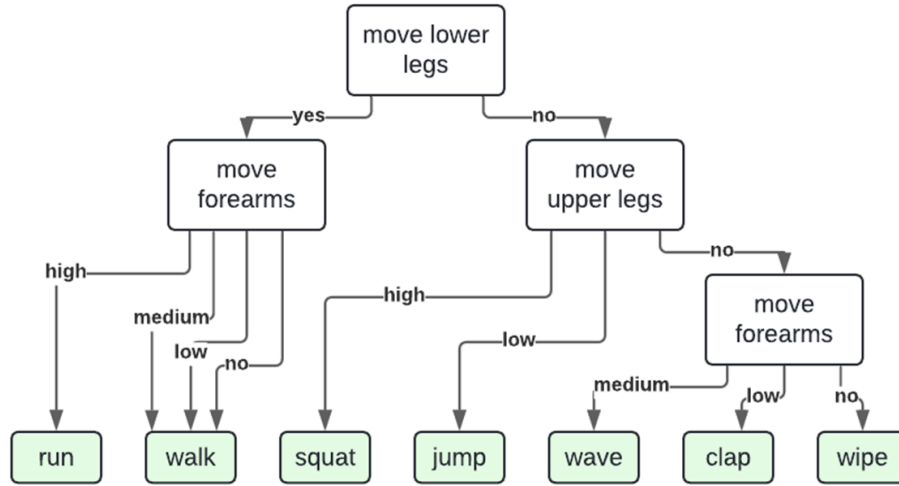 move lower
legs
yes
no
move
forearms
move
upper legs
high
medium
low
no
high
low
no
move
forearms
medium
low
no
run
walk
squat
jump
wave
clap
wipe